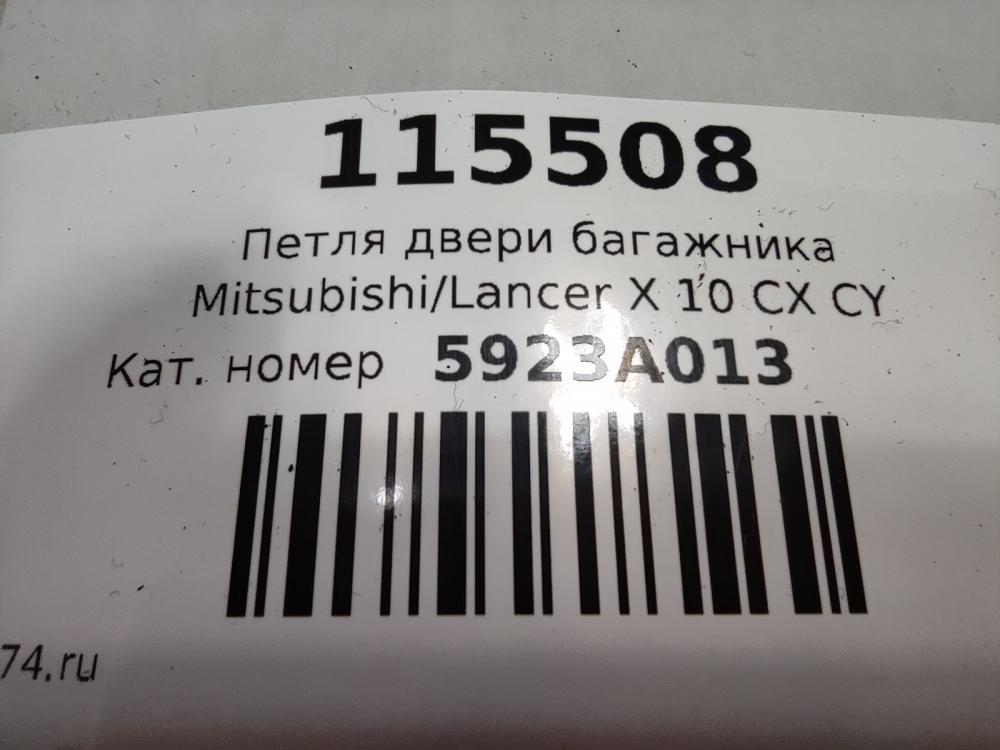 115508
Петля двери багажника
Mitsubishi/Lancer X 10 CX CY
Кат. номер 5923A013
74.ru